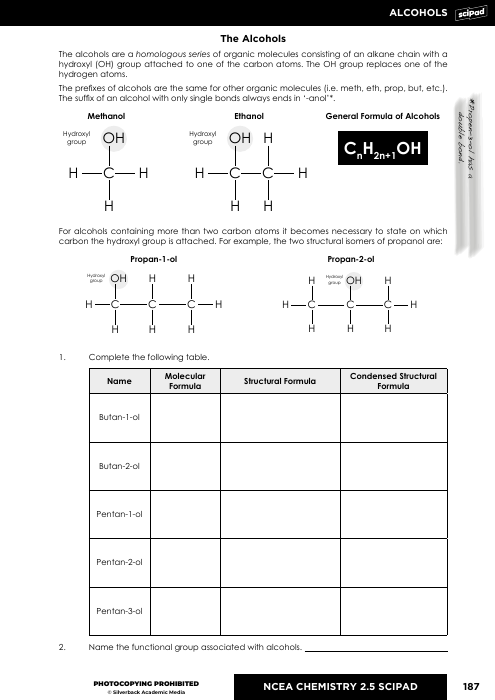 ALCOHOLS scipad
The Alcohols
The alcohols are a homologous series of organic molecules consisting of an alkane chain with a
hydroxyl (OH) group attached to one of the carbon atoms. The OH group replaces one of the
hydrogen atoms.
The prefixes of alcohols are the same for other organic molecules (i.e. meth, eth, prop, but, etc.).
The suffix of an alcohol with only single bonds always ends in ‘-anol’*.
Methanol
Hydroxyl
group
OH
H C H
H
Ethanol
Hydroxyl
group
OH H
H C C H
H H
General Formula of Alcohols
CnH2n+1OH
For alcohols containing more than two carbon atoms it becomes necessary to state on which
carbon the hydroxyl group is attached. For example, the two structural isomers of propanol are:
Propan-1-ol
Hydroxyl
group
OH H H
H C C C H
H H H
Propan-2-ol
Hydroxyl
group
H OH H
H C C C H
H H H
1. Complete the following table.
Name Molecular Formula Structural Formula Condensed Structural Formula
Butan-1-ol
Butan-2-ol
Pentan-1-ol
Pentan-2-ol
Pentan-3-ol
2. Name the functional group associated with alcohols.
PHOTOCOPYING PROHIBITED
© Silverback Academic Media
NCEA CHEMISTRY 2.5 SCIPAD 187
has a
double bond.